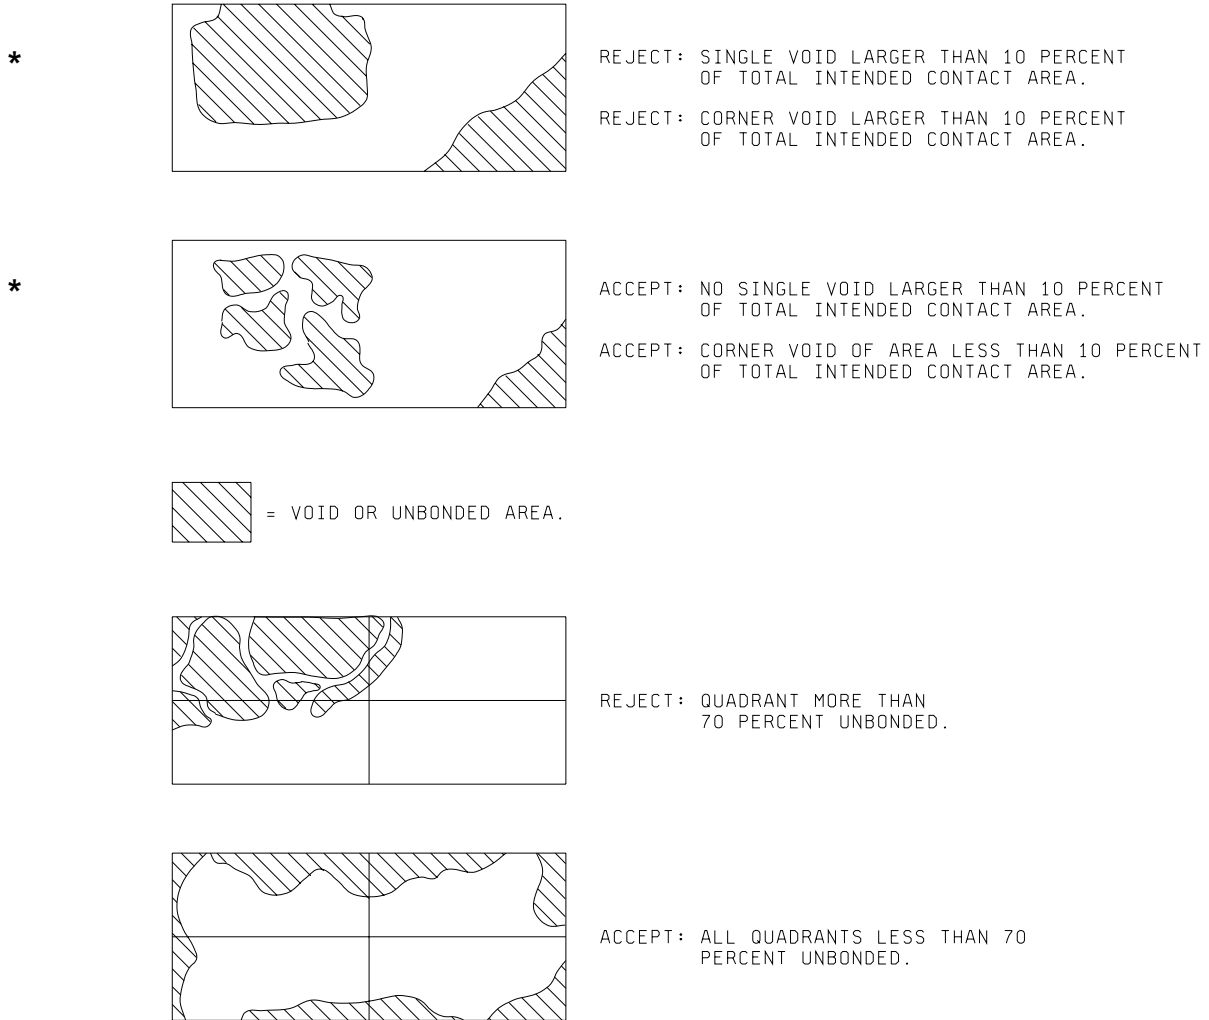 * REJECT: SINGLE VOID LARGER THAN 10 PERCENT
OF TOTAL INTENDED CONTACT AREA.
REJECT: CORNER VOID LARGER THAN 10 PERCENT
OF TOTAL INTENDED CONTACT AREA.
* ACCEPT: NO SINGLE VOID LARGER THAN 10 PERCENT
OF TOTAL INTENDED CONTACT AREA.
ACCEPT: CORNER VOID OF AREA LESS THAN 10 PERCENT
OF TOTAL INTENDED CONTACT AREA.
= VOID OR UNBONDED AREA.
REJECT: QUADRANT MORE THAN
70 PERCENT UNBONDED.
ACCEPT: ALL QUADRANTS LESS THAN 70
PERCENT UNBONDED.